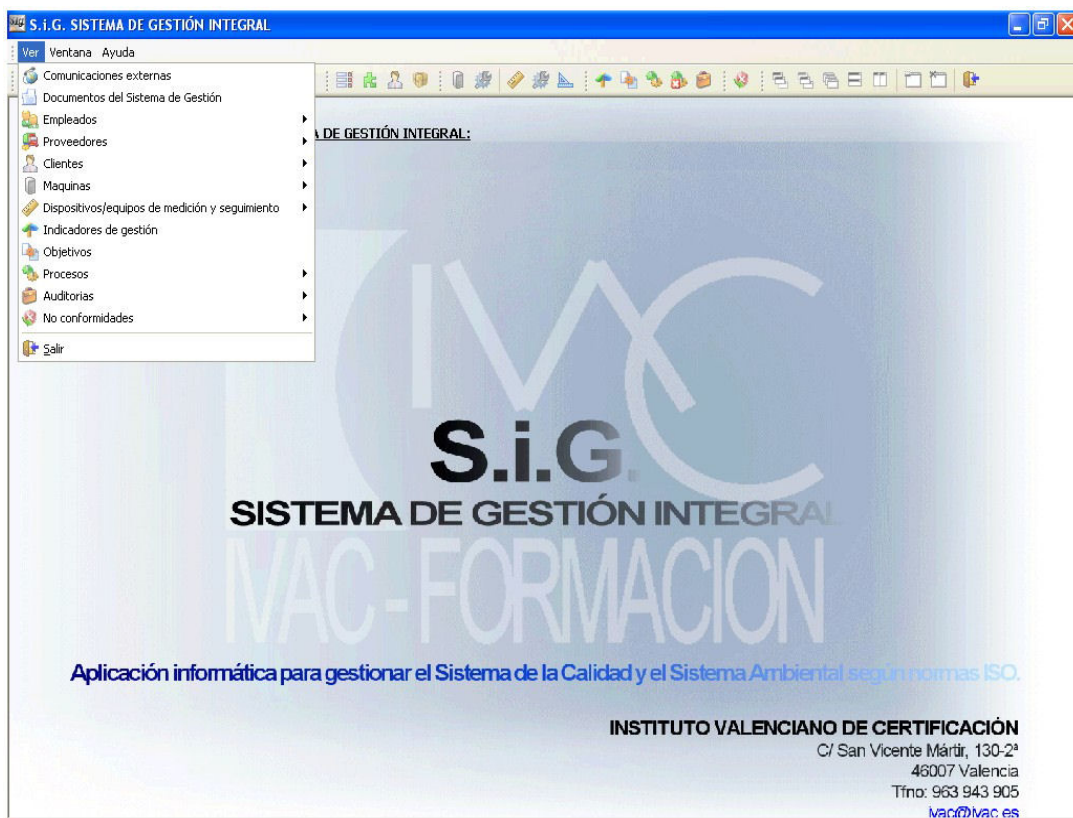 S.i.G. SISTEMA DE GESTIÓN INTEGRAL
Ver Ventana Ayuda
Comunicaciones externas
Documentos del Sistema de Gestión
Empleados
Proveedores
Clientes
Maquinas
Dispositivos/equipos de medición y seguimiento
Indicadores de gestión
Objetivos
Procesos
Auditorias
No conformidades
Salir
DE GESTIÓN INTEGRAL:
IVAC
S.i.G.
SISTEMA DE GESTIÓN INTEGRAL
IVAC-FORMACION
Aplicación informática para gestionar el Sistema de la Calidad y el Sistema Ambiental según normas ISO.
INSTITUTO VALENCIANO DE CERTIFICACIÓN
C/ San Vicente Mártir, 130-2ª
46007 Valencia
Tfno: 963 943 905
ivac@ivac.es